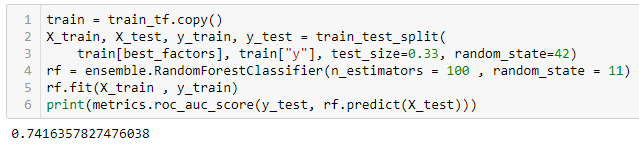 1 train = train_tf.copy()
2 X_train, X_test, y_train, y_test = train_test_split(
3     train[best_factors], train["y"], test_size=0.33, random_state=42)
4 rf = ensemble.RandomForestClassifier(n_estimators = 100 , random_state = 11)
5 rf.fit(X_train , y_train)
6 print(metrics.roc_auc_score(y_test, rf.predict(X_test)))
0.7416357827476038